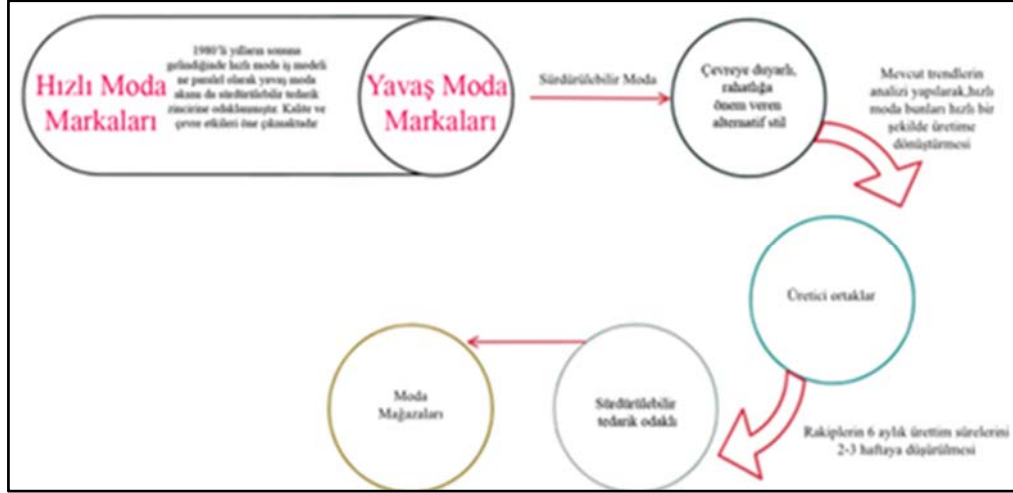 Hızlı Moda
Markaları
1980'li yılların sonuna
gelindiğinde hızlı moda iş modeli
ne paralel olarak yavaş moda
akımı da sürdürülebilir tedarik
zincirine odaklanmıştır. Kalite ve
çevre etkileri öne çıkmaktadır
Yavaş Moda
Markaları
Sürdürülebilir Moda
Çevreye duyarlı,
rahatlığa
önem veren
alternatif stil
Mevcut trendlerin
analizi yapılarak,hızlı
moda bunları hızlı bir
şekilde üretime
dönüştürmesi
Üretici ortaklar
Rakiplerin 6 aylık ürettim sürelerini
2-3 haftaya düşürülmesi
Sürdürülebilir
tedarik odaklı
Moda
Mağazaları